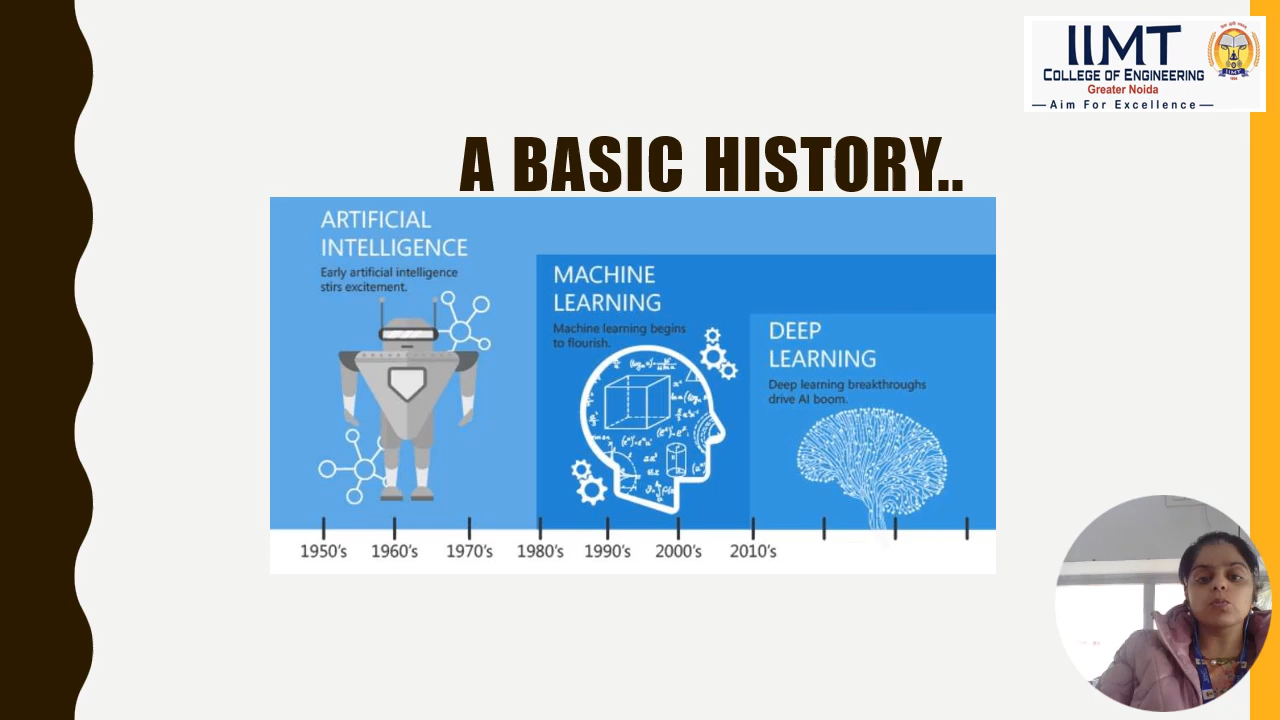 IIMT
COLLEGE OF ENGINEERING
Greater Noida
Aim For Excellence
IIMT
A BASIC HISTORY..
ARTIFICIAL
INTELLIGENCE
Early artificial intelligence
stirs excitement.
MACHINE
LEARNING
Machine learning begins
to flourish.
DEEP
LEARNING
Deep learning breakthroughs
drive AI boom.
1950's 1960's 1970's 1980's 1990's 2000's 2010's